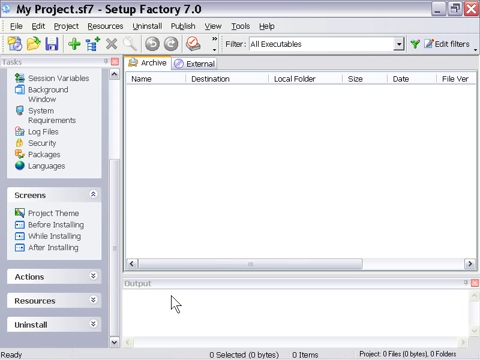 My Project.sf7 - Setup Factory 7.0
File Edit Project Resources Uninstall Publish View Tools Help
Filter: All Executables Edit filters
Tasks
Archive External
Session Variables
Background
Window
System
Requirements
Log Files
Security
Packages
Languages
Name Destination Local Folder Size Date File Ver
Screens
Project Theme
Before Installing
While Installing
After Installing
Actions
Resources
Uninstall
Output
Ready 0 Selected (0 bytes) 0 Items Project: 0 Files (0 bytes), 0 Folders